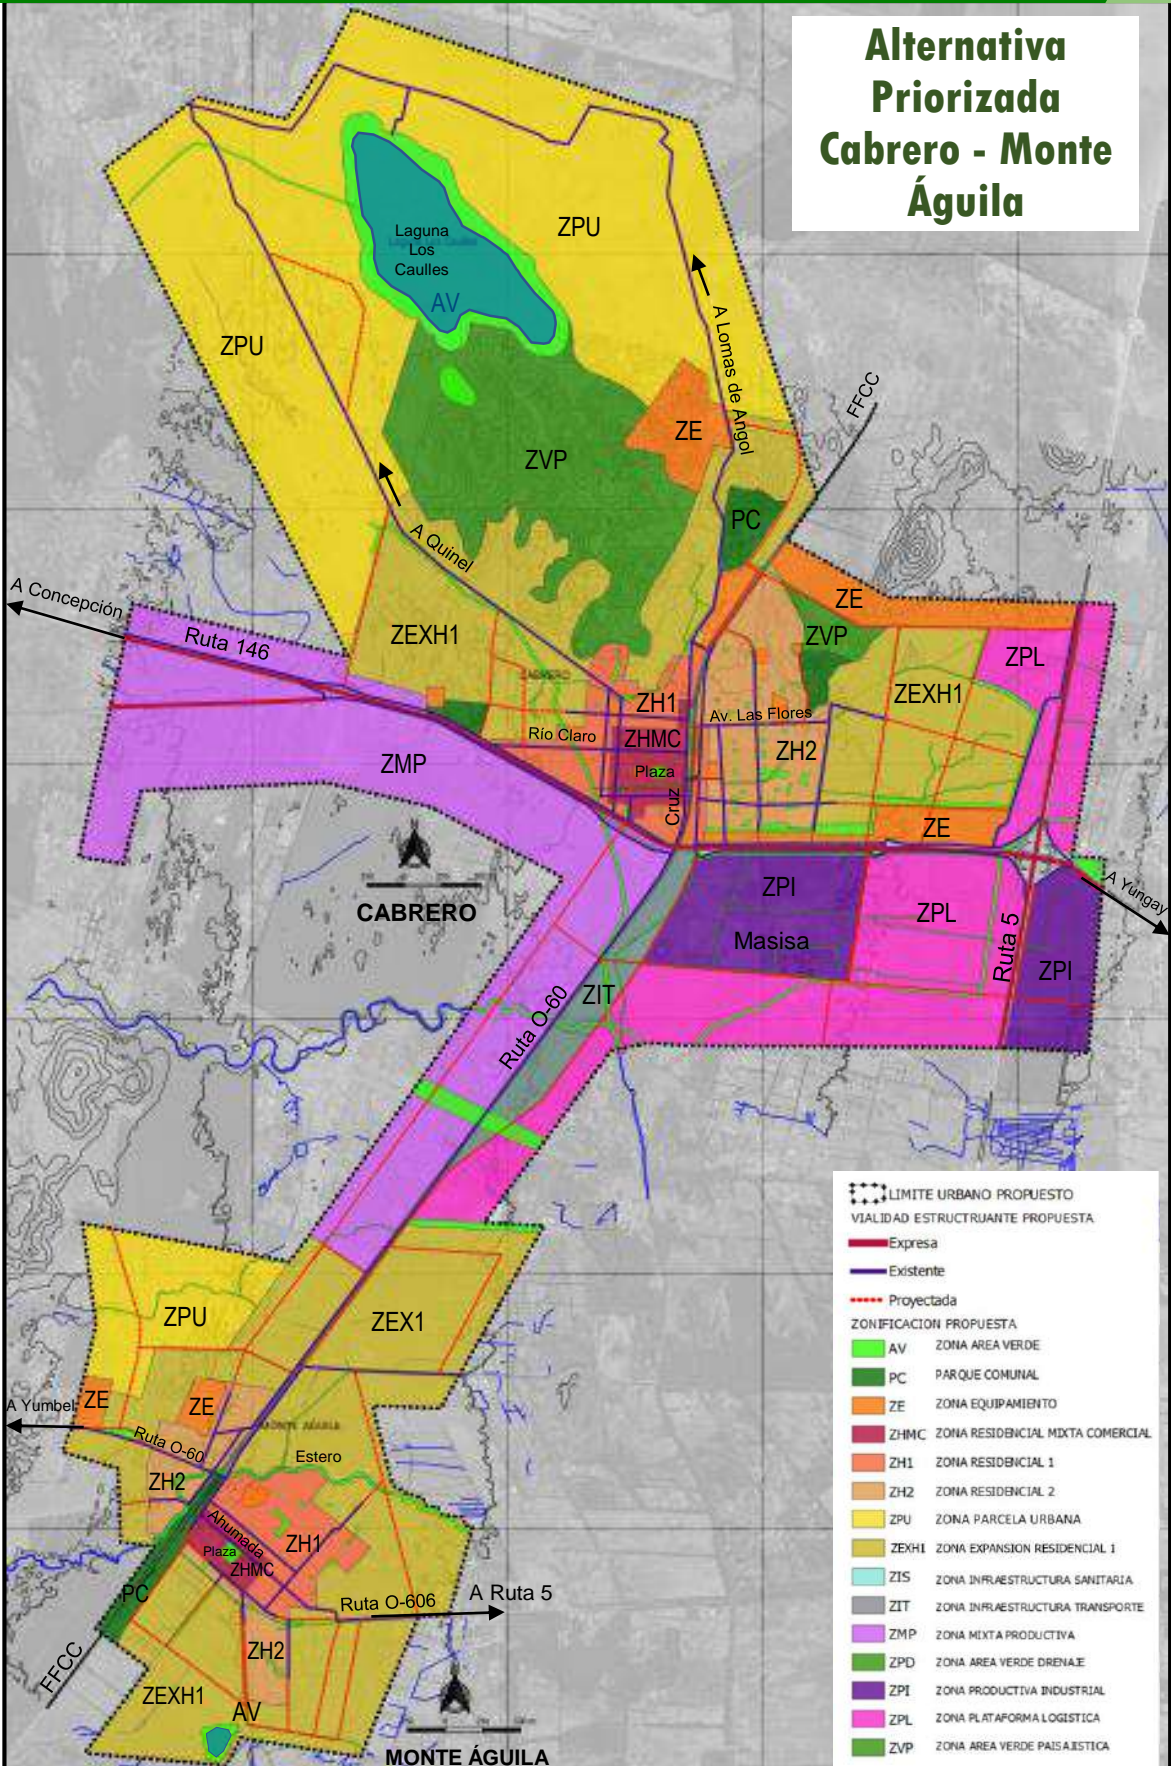 Alternativa
Priorizada
Cabrero - Monte
Águila
Laguna
Los
Caulles
AV
ZPU
ZPU
A Lomas de Angol
FFCC
ZE
ZVP
PC
A Quinel
A Concepción
Ruta 146
ZEXH1
ZE
ZVP
ZPL
ZEXH1
CABRERO
ZH1
Av. Las Flores
Río Claro
ZHMC
ZH2
ZMP
Plaza
Cruz
ZE
ZPI
A Yungay
CABRERO
ZPL
Masisa
Ruta 5
ZPI
ZIT
Ruta O-60
ZPU
ZEX1
ZE
ZE
A Yumbel
MONTE AGUILA
Ruta O-60
Estero
ZH2
Ahumada
ZH1
Plaza
ZHMC
PC
Ruta O-606
A Ruta 5
ZH2
FFCC
ZEXH1
AV
MONTE ÁGUILA
LIMITE URBANO PROPUESTO
VIALIDAD ESTRUCTRUANTE PROPUESTA
Expresa
Existente
Proyectada
ZONIFICACION PROPUESTA
AV ZONA AREA VERDE
PC PARQUE COMUNAL
ZE ZONA EQUIPAMIENTO
ZHMC ZONA RESIDENCIAL MIXTA COMERCIAL
ZH1 ZONA RESIDENCIAL 1
ZH2 ZONA RESIDENCIAL 2
ZPU ZONA PARCELA URBANA
ZEXH1 ZONA EXPANSION RESIDENCIAL 1
ZIS ZONA INFRAESTRUCTURA SANITARIA
ZIT ZONA INFRAESTRUCTURA TRANSPORTE
ZMP ZONA MIXTA PRODUCTIVA
ZPD ZONA AREA VERDE DRENAJE
ZPI ZONA PRODUCTIVA INDUSTRIAL
ZPL ZONA PLATAFORMA LOGISTICA
ZVP ZONA AREA VERDE PAISAJISTICA